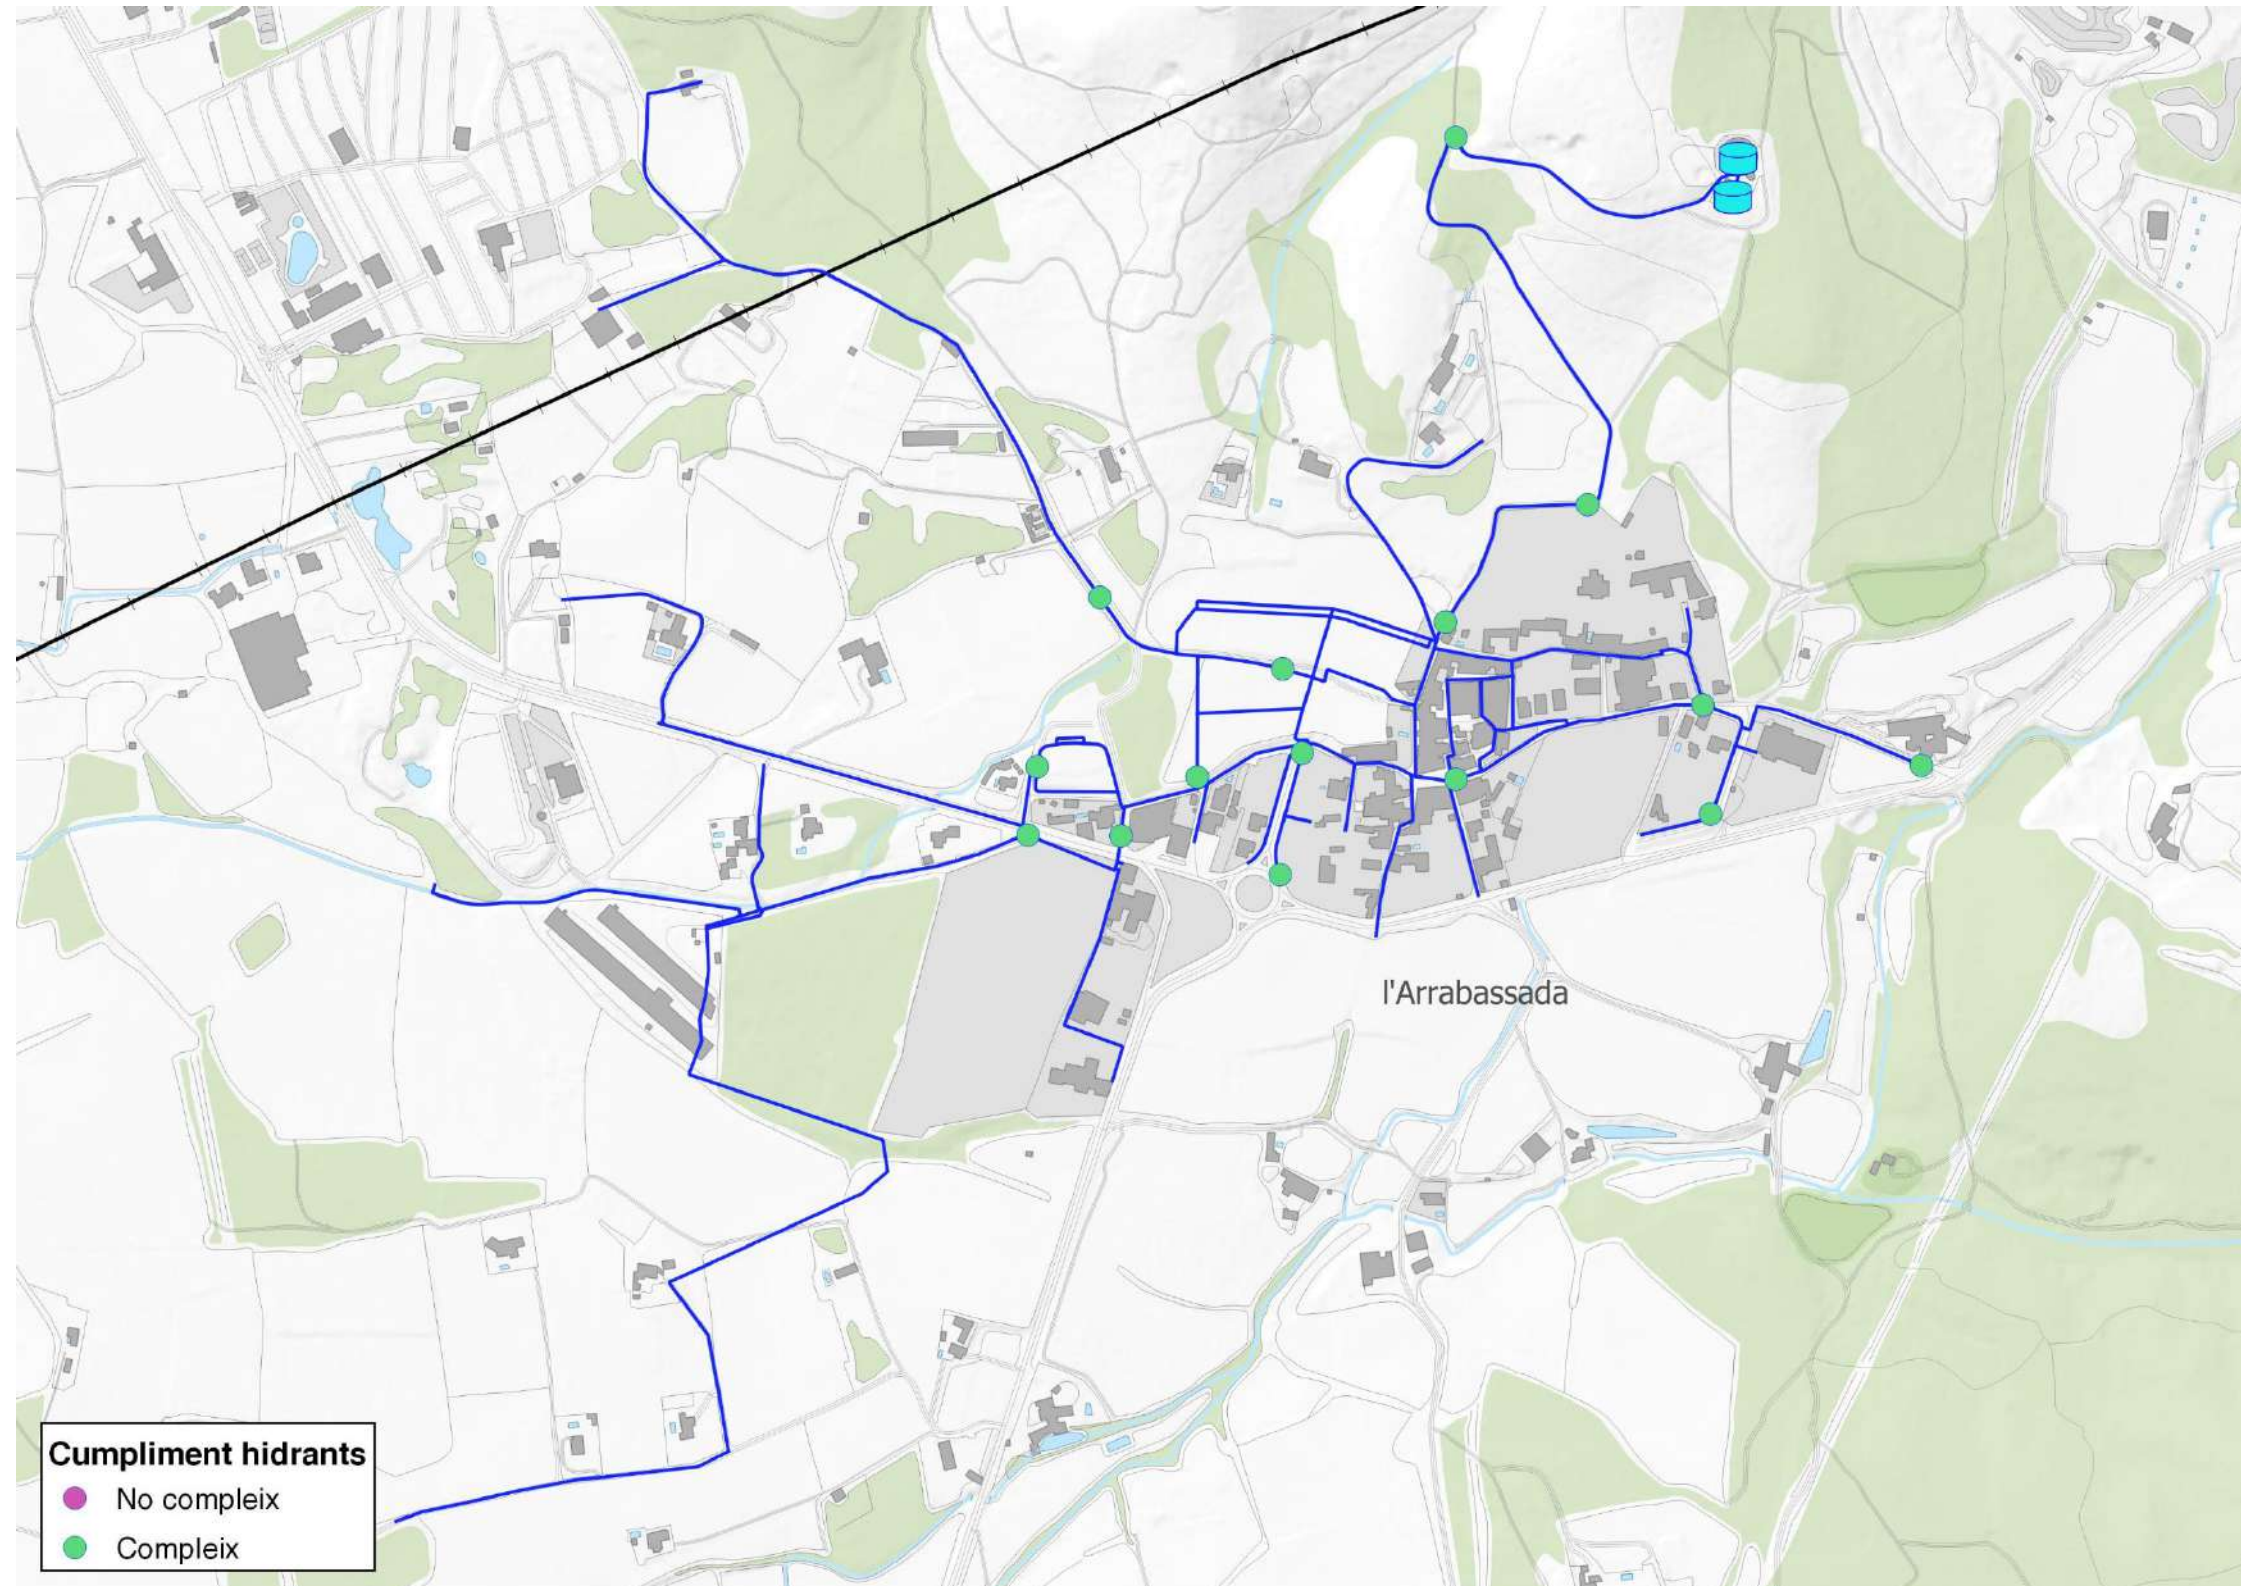 l'Arrabassada
Cumpliment hidrants
No compleix
Compleix